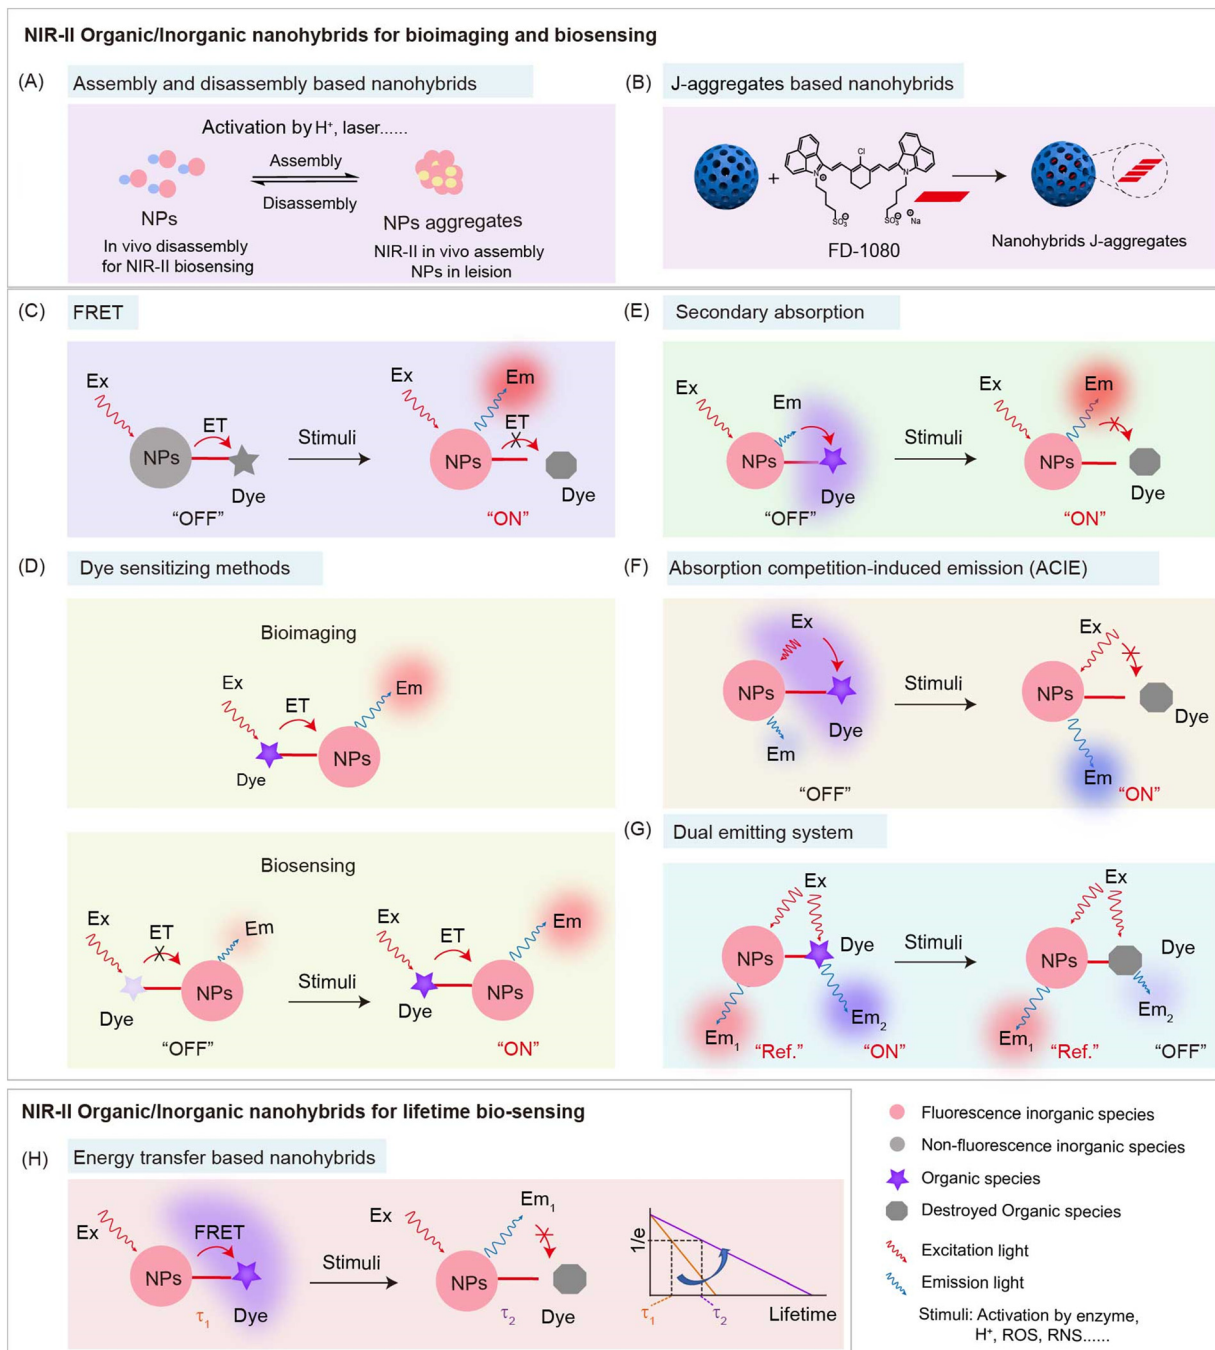 NIR-II Organic/Inorganic nanohybrids for bioimaging and biosensing
(A)
Assembly and disassembly based nanohybrids
Activation by H⁺, laser......
Assembly
Disassembly
NPs
NPs aggregates
In vivo disassembly
for NIR-II biosensing
NIR-II in vivo assembly
NPs in leision
(B)
J-aggregates based nanohybrids
+
Cl
N
⊕
N
SO₃
⊖
SO₃
⊖
⊕
Na
FD-1080
Nanohybrids J-aggregates
(C)
FRET
Ex
ET
NPs
Dye
“OFF”
Stimuli
Ex
Em
ET
NPs
Dye
“ON”
(E)
Secondary absorption
Ex
Em
NPs
Dye
“OFF”
Stimuli
Ex
Em
NPs
Dye
“ON”
(D)
Dye sensitizing methods
Bioimaging
Ex
ET
Em
Dye
NPs
Biosensing
Ex
ET
Em
NPs
Dye
“OFF”
Stimuli
Ex
ET
Em
NPs
Dye
“ON”
(F)
Absorption competition-induced emission (ACIE)
Ex
NPs
Dye
Em
“OFF”
Stimuli
Ex
NPs
Dye
Em
“ON”
(G)
Dual emitting system
Ex
Dye
NPs
Em₁
Em₂
“Ref.”
“ON”
Stimuli
Ex
Dye
NPs
Em₁
Em₂
“Ref.”
“OFF”
NIR-II Organic/Inorganic nanohybrids for lifetime bio-sensing
(H)
Energy transfer based nanohybrids
Ex
FRET
NPs
τ₁
Dye
Stimuli
Ex
Em₁
NPs
τ₂
Dye
1/e
τ₁
τ₂
Lifetime
Fluorescence inorganic species
Non-fluorescence inorganic species
Organic species
Destroyed Organic species
Excitation light
Emission light
Stimuli: Activation by enzyme,
H⁺, ROS, RNS......